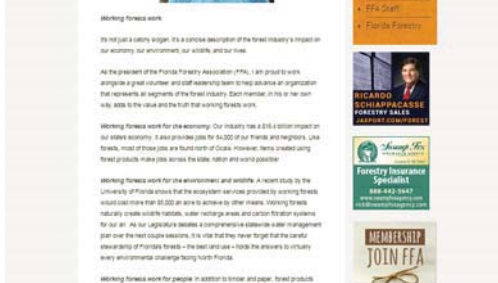 Working forests work
It's not just a catchy slogan. It's a concise description of the forest industry's impact on
our economy, our environment, our wildlife, and our lives.
As the president of the Florida Forestry Association (FFA), I am proud to work
alongside a great volunteer and staff leadership team to help advance an organization
that represents all segments of the forest industry. Each member, in his or her own
way, adds to the value and the truth that working forests work.
Working forests work for the economy: Our industry has a $16.4 billion impact on
our state's economy. It also provides jobs for 64,000 of our friends and neighbors. Like
forests, most of those jobs are found north of Ocala. However, items created using
forest products make jobs across the state, nation and world possible!
Working forests work for the environment and wildlife: A recent study by the
University of Florida shows that the ecosystem services provided by working forests
would cost more than $5,000 an acre to achieve by other means. Working forests
naturally create wildlife habitats, water recharge areas and carbon filtration systems
for our air. As our Legislature debates a comprehensive statewide water management
plan over the next couple sessions, it is vital that they never forget that the careful
stewardship of Florida's forests – the best land use – holds the answers to virtually
every environmental challenge facing North Florida.
Working forests work for people: In addition to timber and paper, forest products
FFA Staff
Florida Forestry
RICARDO
SCHIAPPACASSE
FORESTRY SALES
JAXPORT.COM/FOREST
Swamp Fox
Forestry Insurance
Specialist
888-442-5647
www.swampfoxagency.com
MEMBERSHIP
JOIN FFA